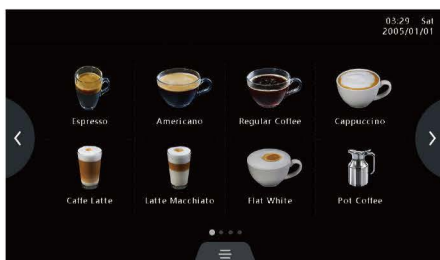 03:29 Sat
2005/01/01
Espresso
Americano
Regular Coffee
Cappuccino
Caffe Latte
Latte Macchiato
Flat White
Pot Coffee